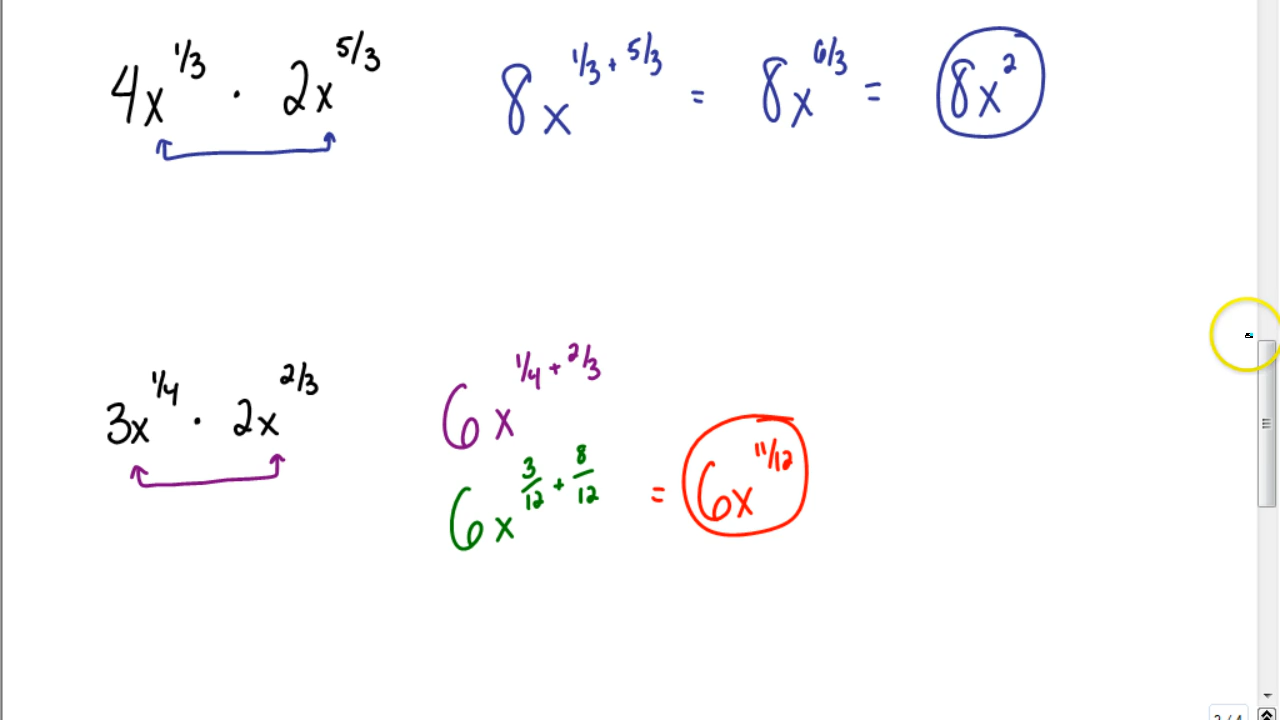 4x^{1/3} · 2x^{5/3} 8x^{1/3 + 5/3} = 8x^{6/3} = 8x^{2}
3x^{1/4} · 2x^{2/3} 6x^{1/4 + 2/3}
6x^{3/12 + 8/12} = 6x^{11/12}